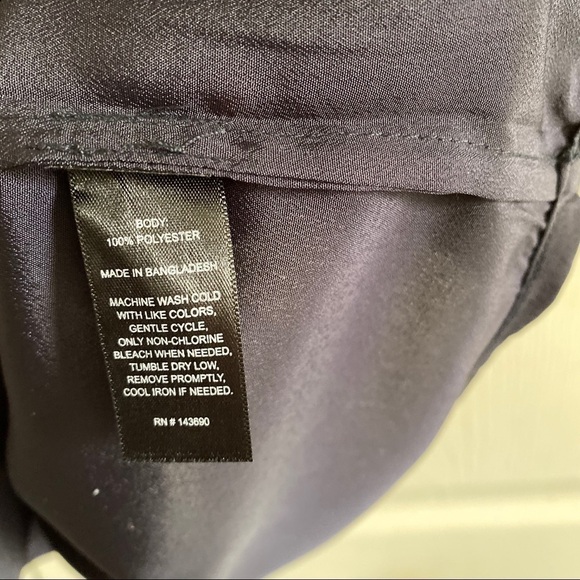 BODY:
100% POLYESTER
MADE IN BANGLADESH
MACHINE WASH COLD
WITH LIKE COLORS,
GENTLE CYCLE,
ONLY NON-CHLORINE
BLEACH WHEN NEEDED,
TUMBLE DRY LOW,
REMOVE PROMPTLY,
COOL IRON IF NEEDED.
RN # 143690